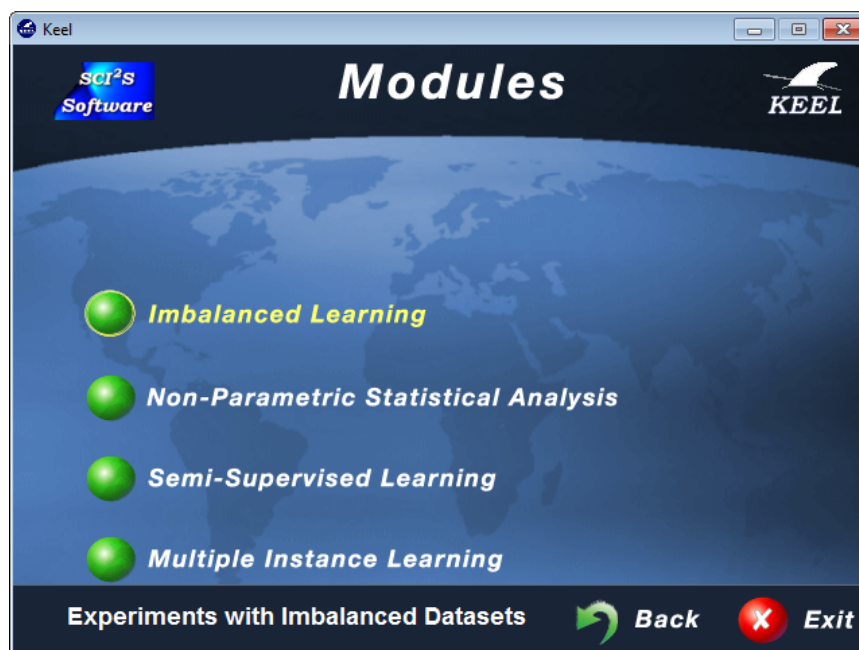 Keel
SCI²S
Software
Modules
KEEL
Imbalanced Learning
Non-Parametric Statistical Analysis
Semi-Supervised Learning
Multiple Instance Learning
Experiments with Imbalanced Datasets
Back
Exit